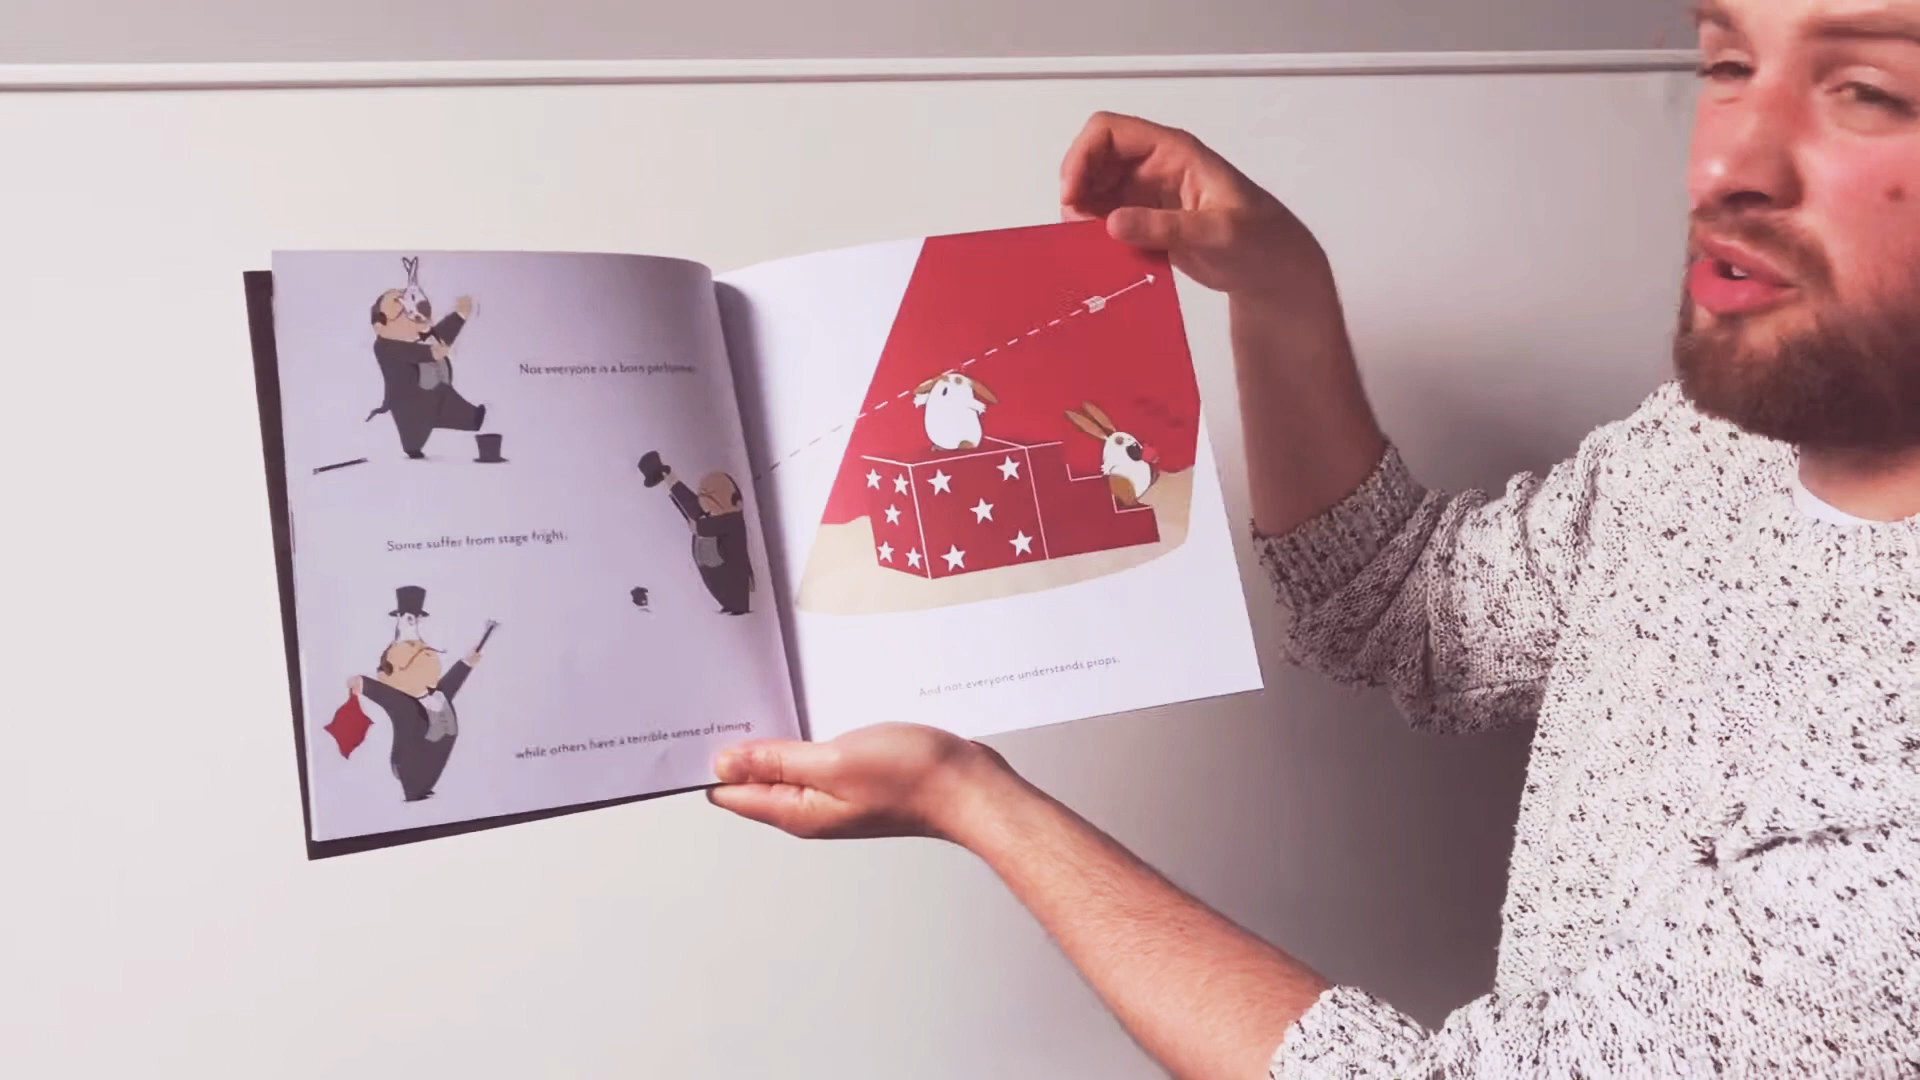 Not everyone is a born performer.
Some suffer from stage fright,
while others have a terrible sense of timing.
And not everyone understands props.